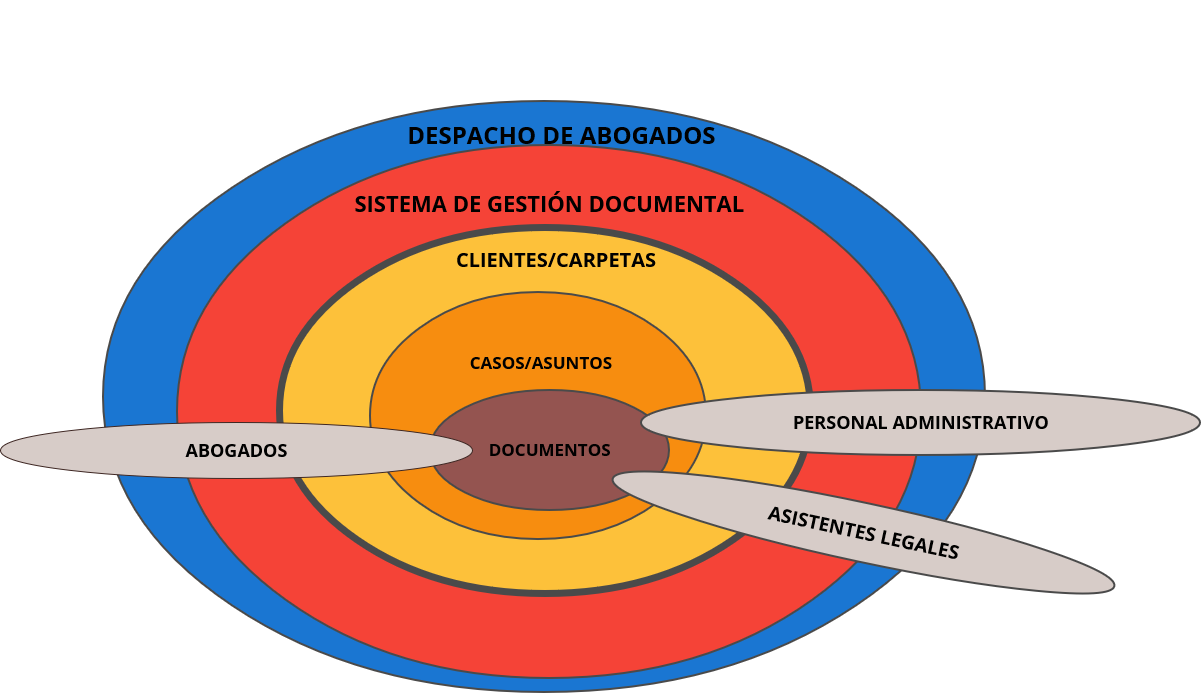 DESPACHO DE ABOGADOS
SISTEMA DE GESTIÓN DOCUMENTAL
CLIENTES/CARPETAS
CASOS/ASUNTOS
PERSONAL ADMINISTRATIVO
ABOGADOS
DOCUMENTOS
ASISTENTES LEGALES